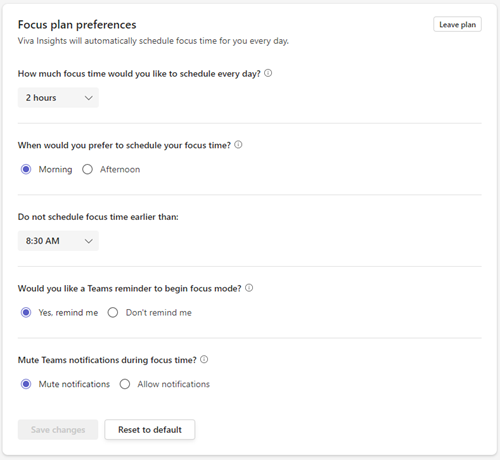 Focus plan preferences
Leave plan
Viva Insights will automatically schedule focus time for you every day.
How much focus time would you like to schedule every day?
2 hours
When would you prefer to schedule your focus time?
Morning
Afternoon
Do not schedule focus time earlier than:
8:30 AM
Would you like a Teams reminder to begin focus mode?
Yes, remind me
Don't remind me
Mute Teams notifications during focus time?
Mute notifications
Allow notifications
Save changes
Reset to default